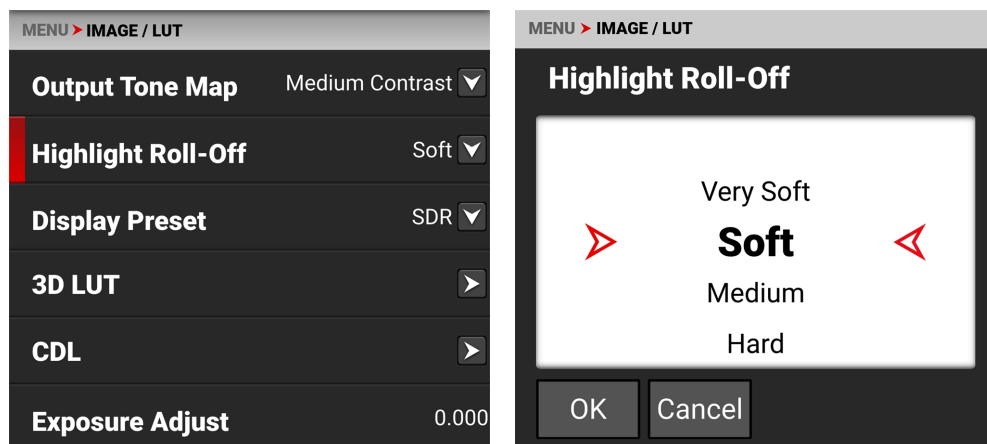 MENU IMAGE / LUT
Output Tone Map Medium Contrast
Highlight Roll-Off Soft
Display Preset SDR
3D LUT
CDL
Exposure Adjust 0.000
MENU IMAGE / LUT
Highlight Roll-Off
Very Soft
Soft
Medium
Hard
OK Cancel